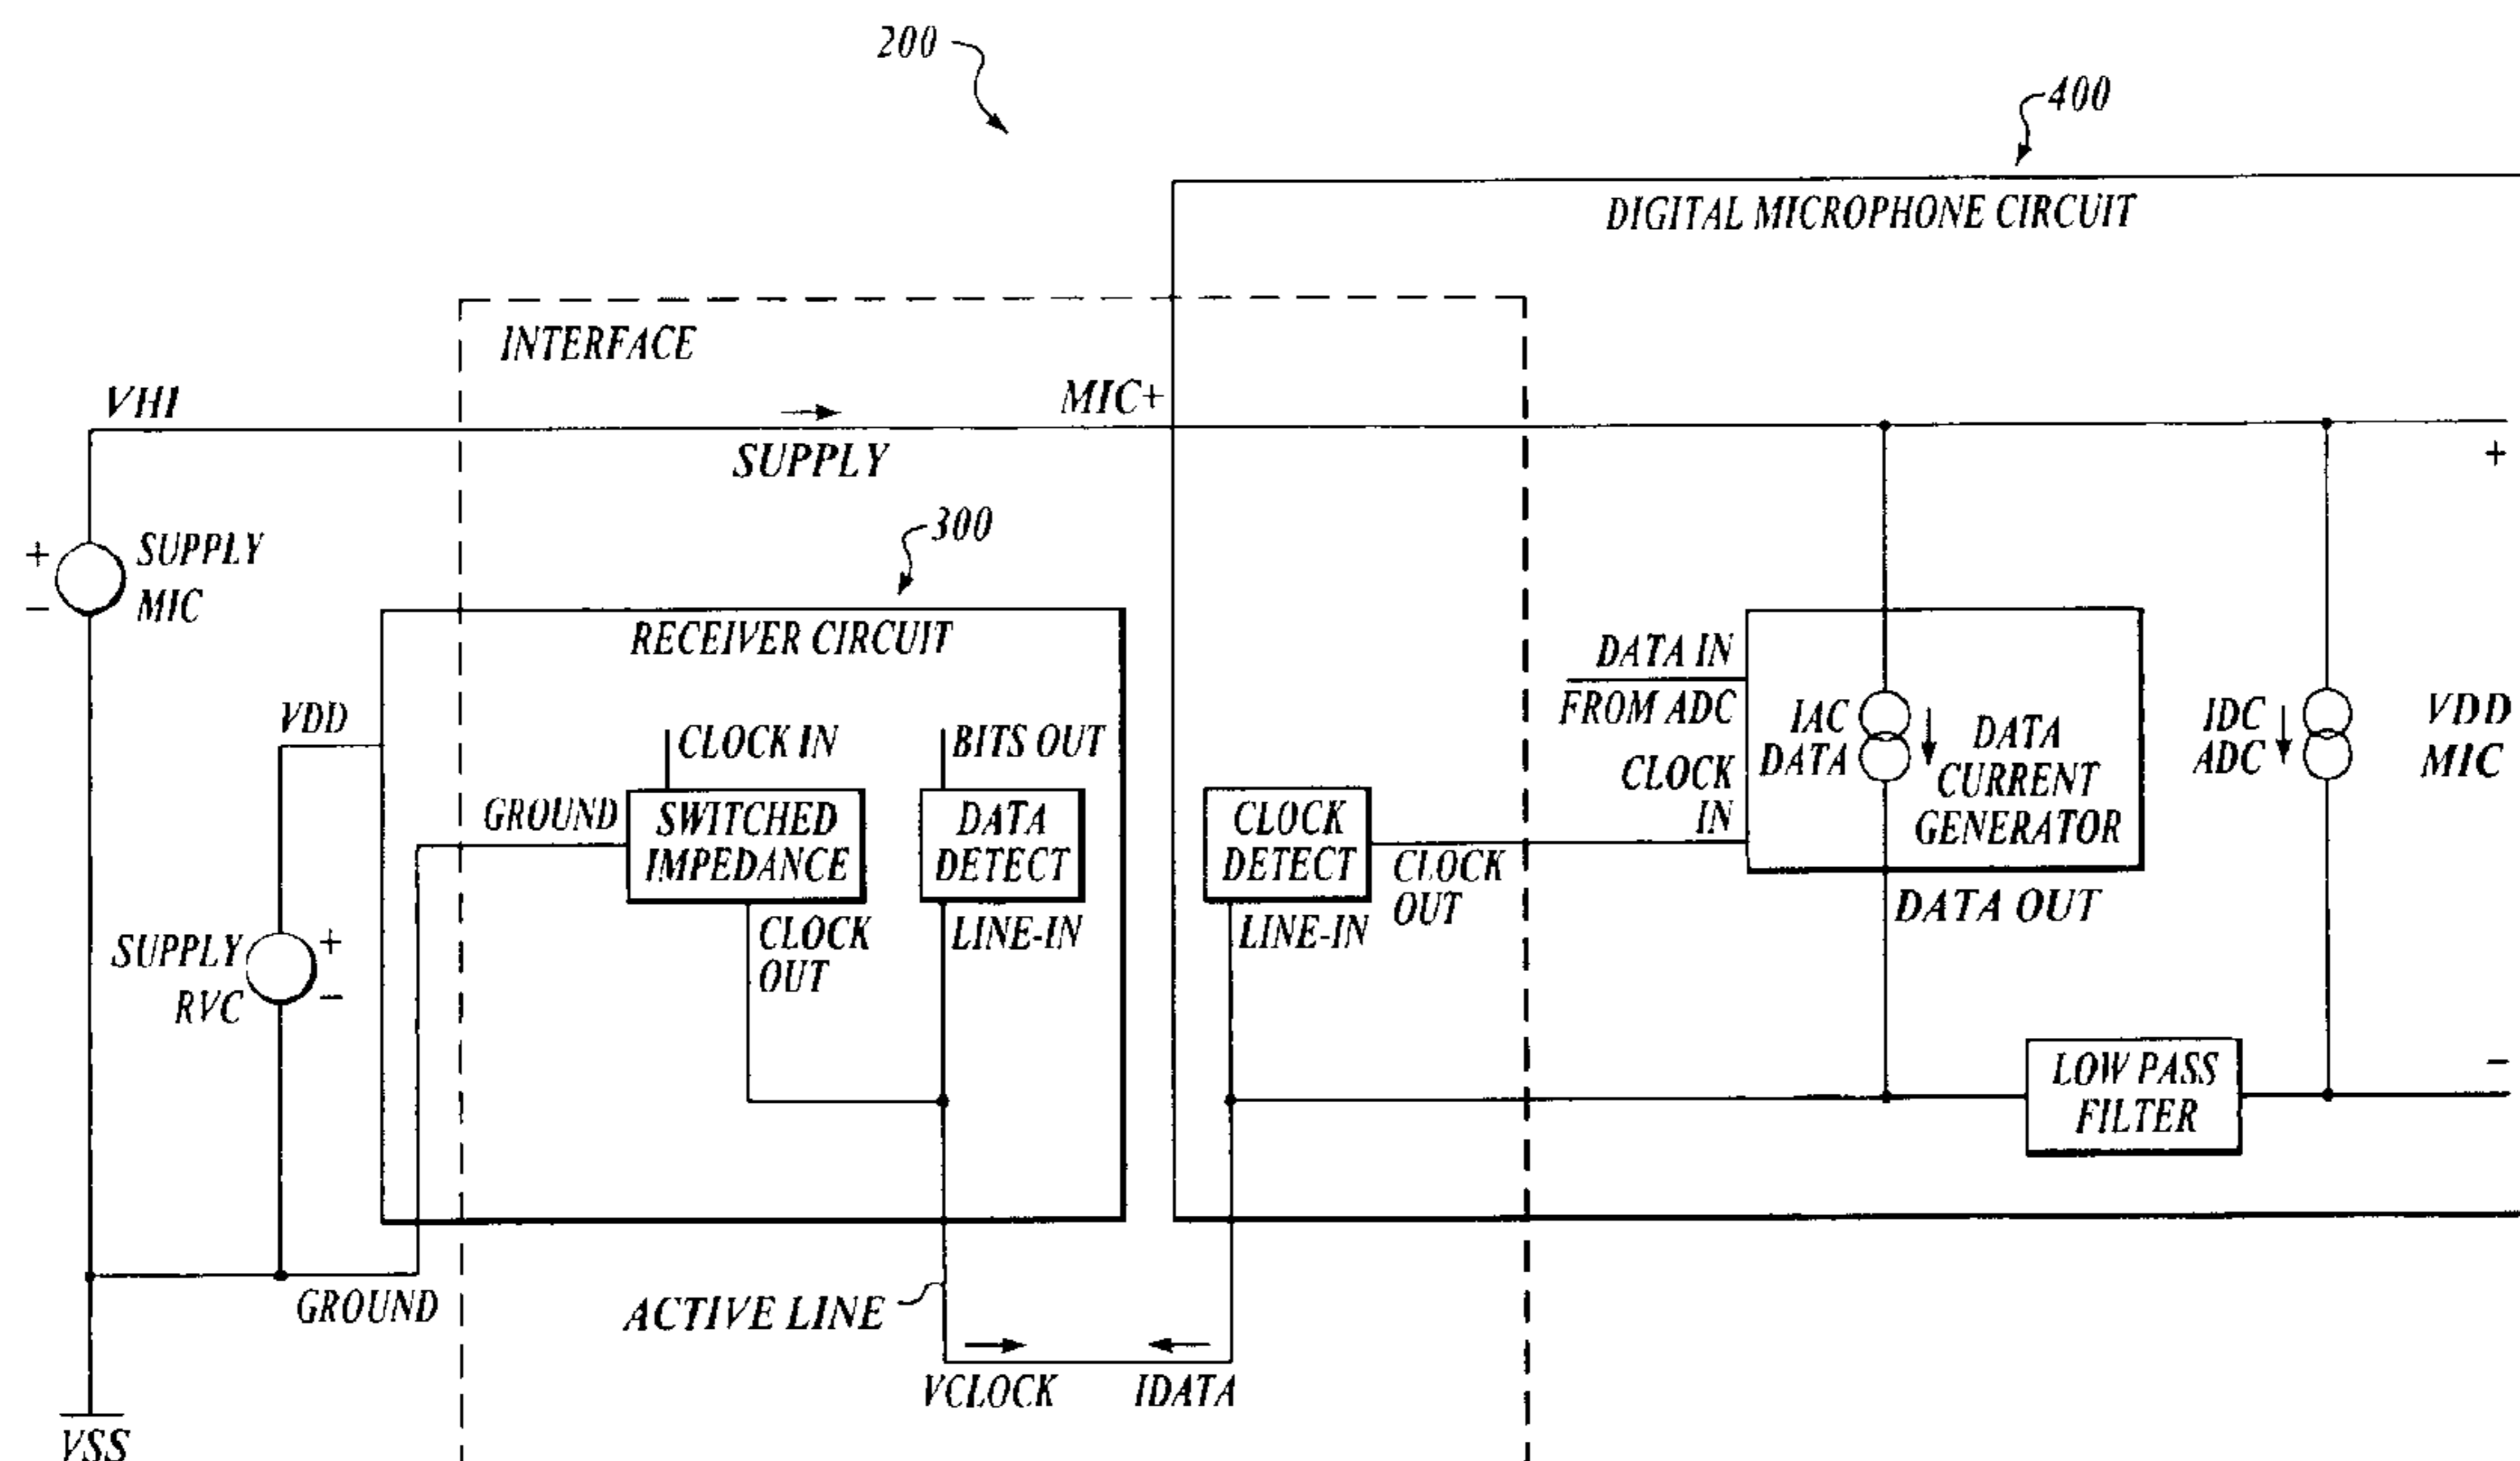 200
400
DIGITAL MICROPHONE CIRCUIT
INTERFACE
VHI
MIC+
SUPPLY
+
300
+
SUPPLY
−
MIC
RECEIVER CIRCUIT
DATA IN
FROM ADC
VDD
CLOCK IN
BITS OUT
CLOCK
IN
IAC
DATA
DATA
CURRENT
GENERATOR
IDC
ADC
VDD
MIC
GROUND
SWITCHED
IMPEDANCE
DATA
DETECT
CLOCK
DETECT
CLOCK
OUT
DATA OUT
CLOCK
OUT
LINE-IN
LINE-IN
SUPPLY
RVC
+
−
LOW PASS
FILTER
−
GROUND
ACTIVE LINE
VCLOCK
IDATA
VSS